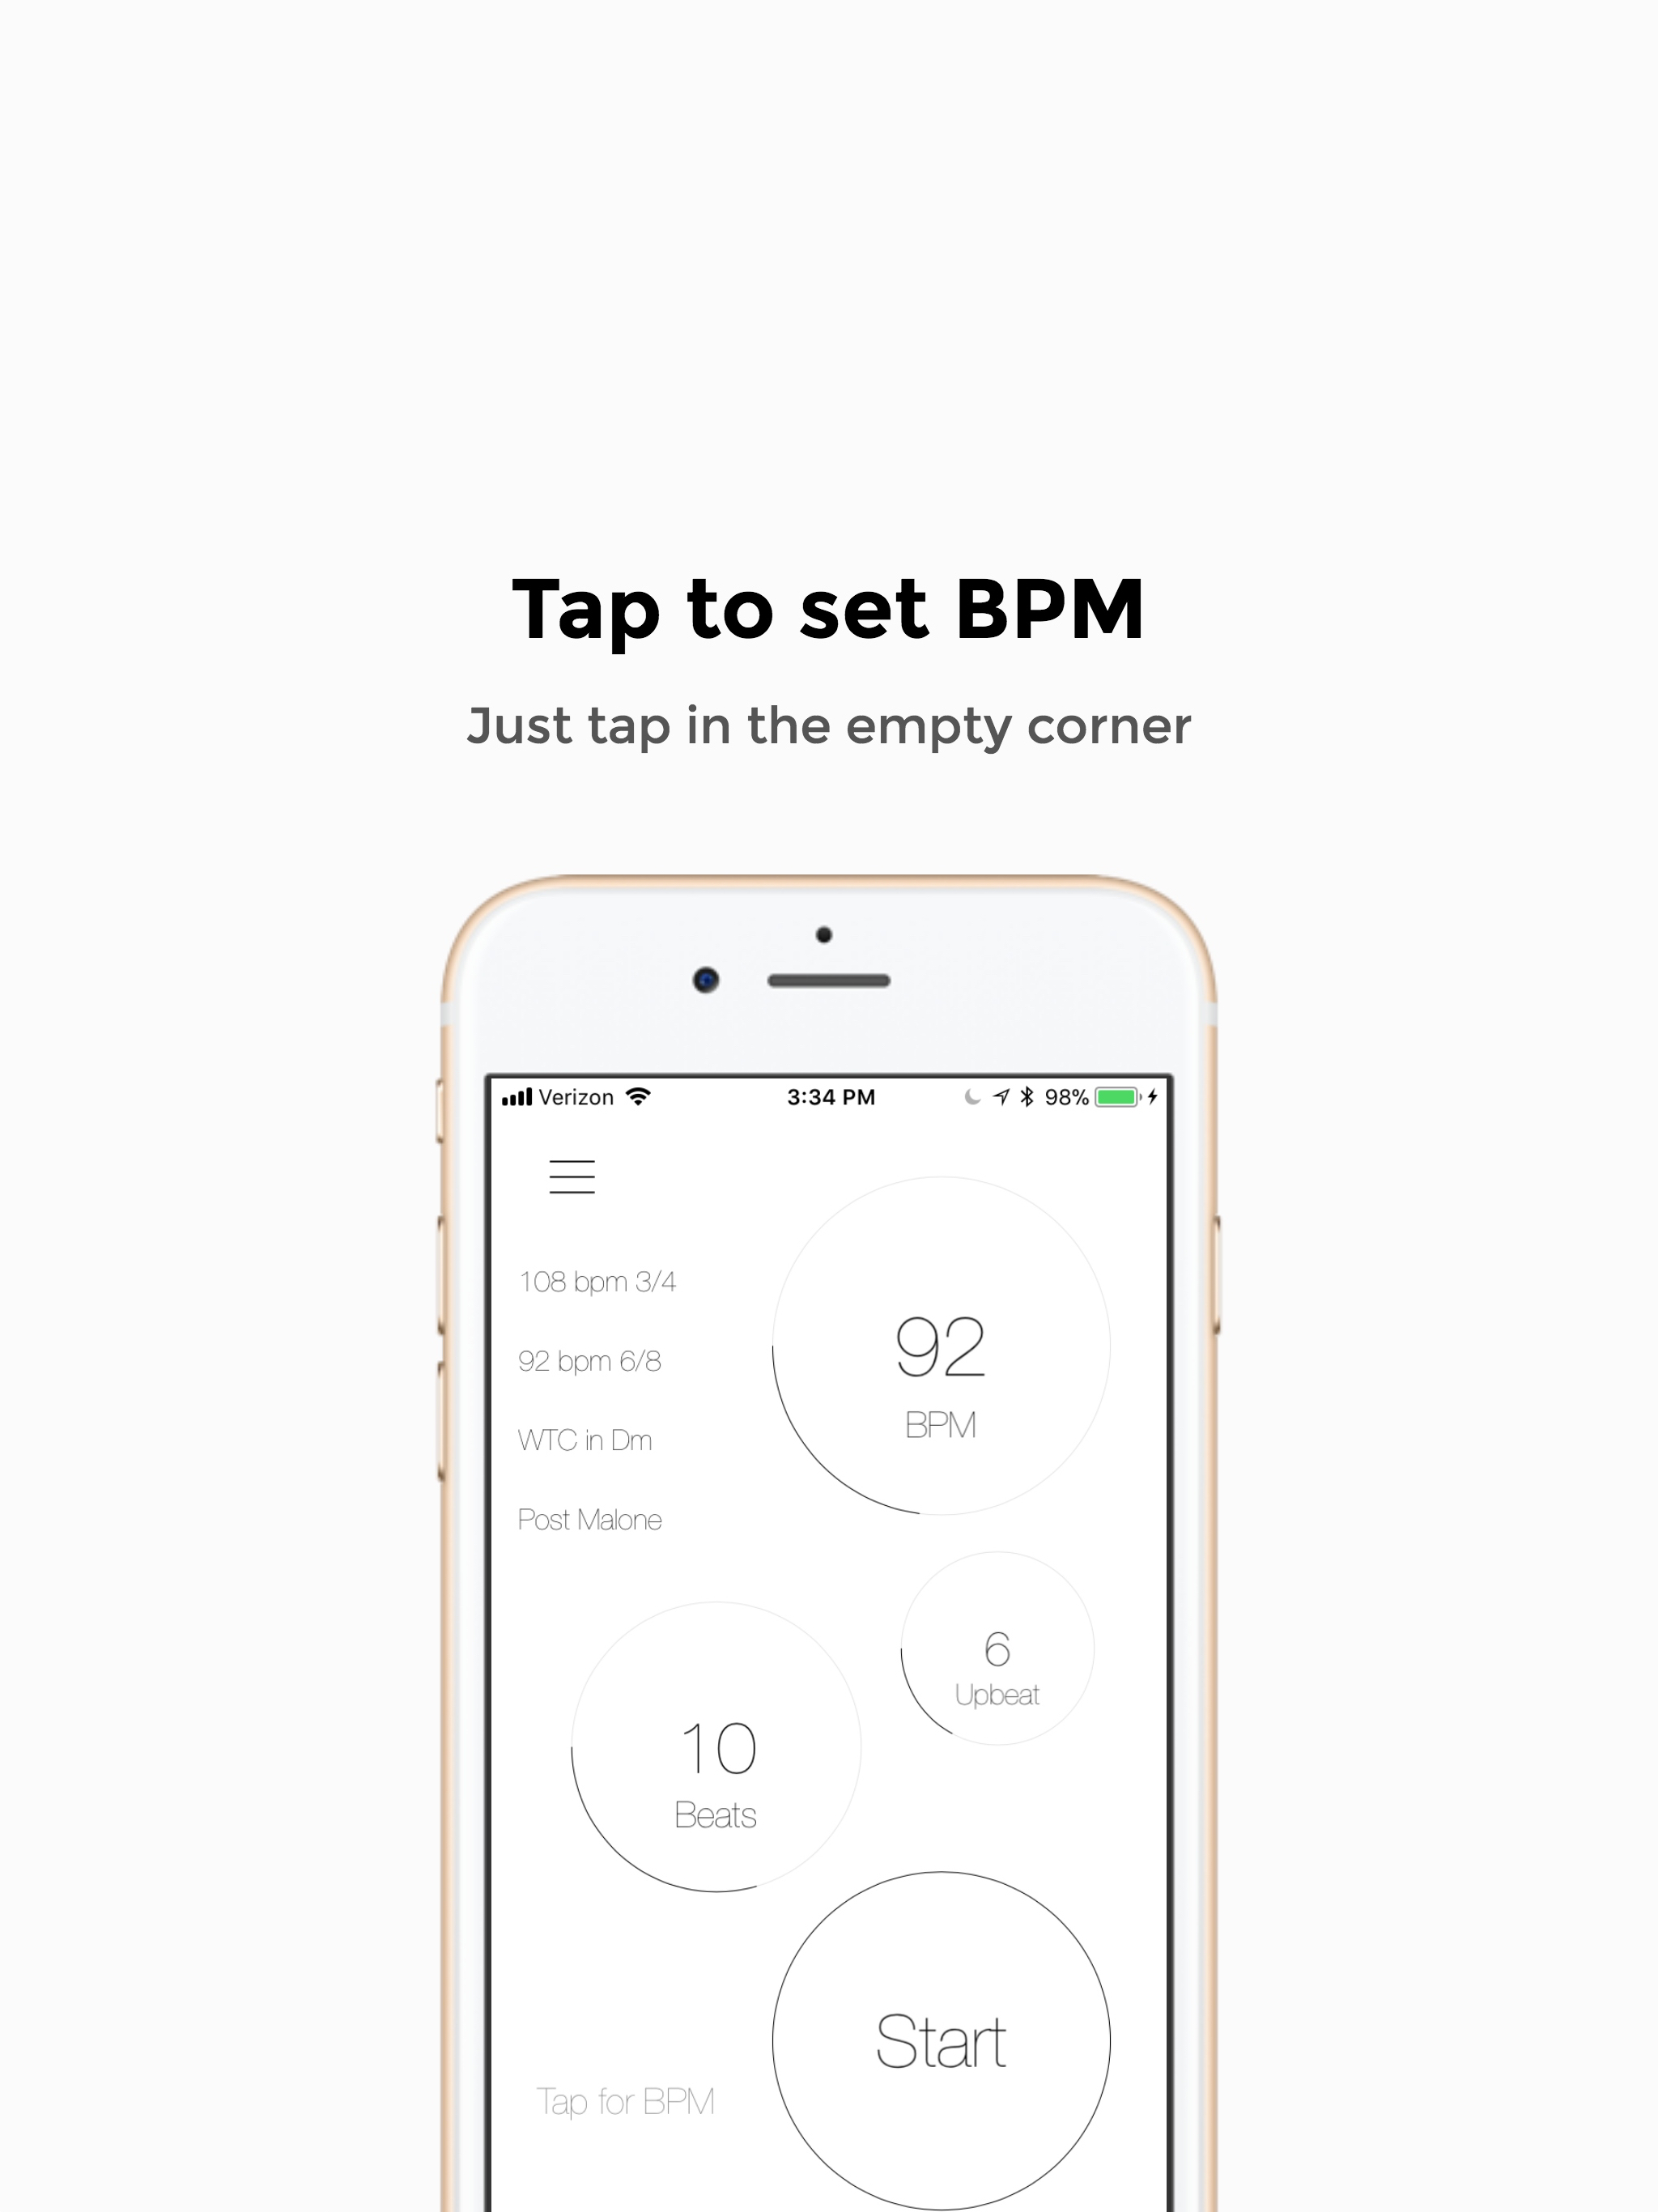 Tap to set BPM
Just tap in the empty corner
Verizon 3:34 PM 98%
108 bpm 3/4
92 bpm 6/8
WTC in Dm
Post Malone
92
BPM
6
Upbeat
10
Beats
Start
Tap for BPM